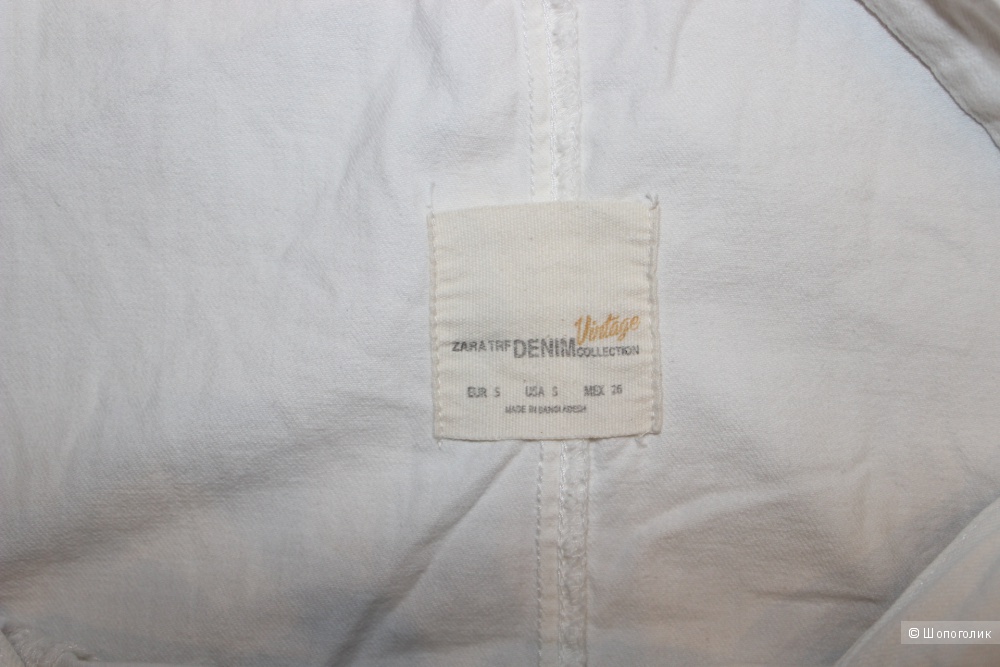 Vintage
ZARA TRF DENIM COLLECTION
EUR S USA S MEX 26
MADE IN BANGLADESH
© Шопоголик